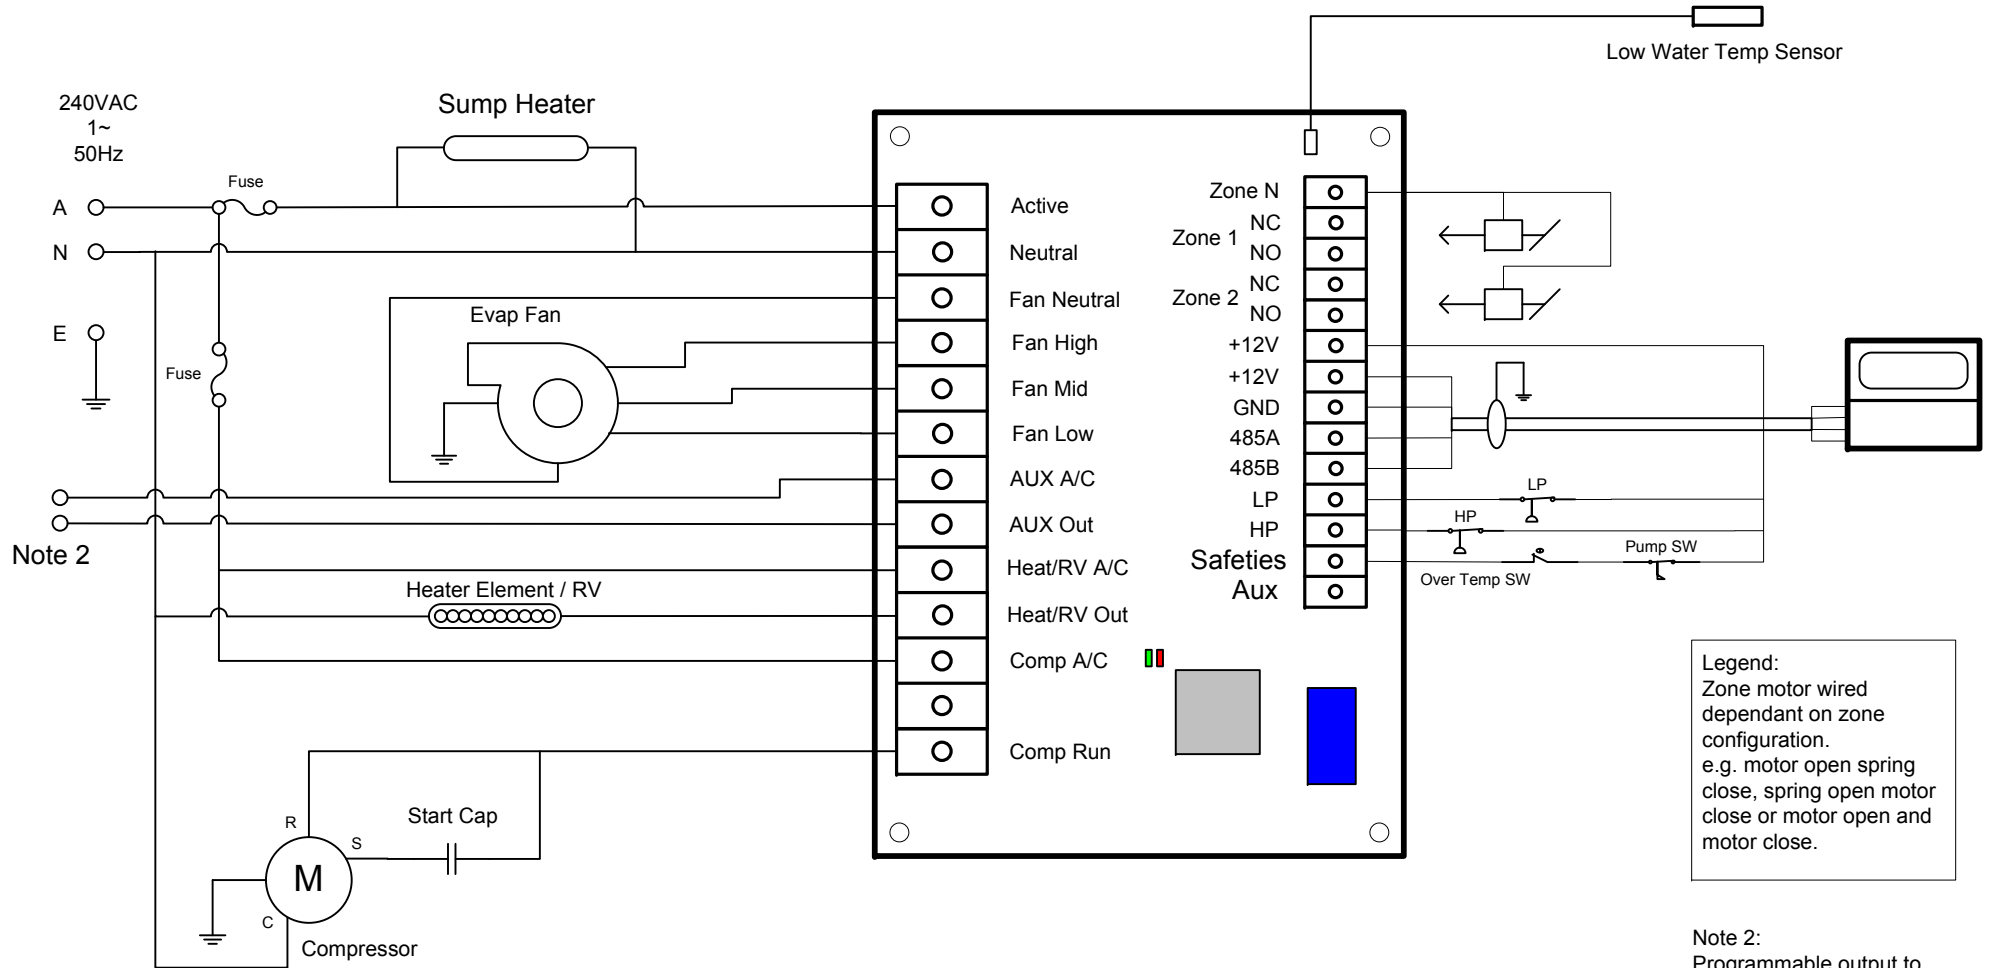 Low Water Temp Sensor
240VAC
1~
50Hz
Sump Heater
Fuse
A
N
E
Fuse
Evap Fan
Note 2
Heater Element / RV
Active
Neutral
Fan Neutral
Fan High
Fan Mid
Fan Low
AUX A/C
AUX Out
Heat/RV A/C
Heat/RV Out
Comp A/C
Comp Run
Zone N
Zone 1
NC
NO
Zone 2
NC
NO
+12V
+12V
GND
485A
485B
LP
HP
Safeties
Aux
LP
HP
Over Temp SW
Pump SW
R
S
C
M
Start Cap
Compressor
Legend:
Zone motor wired
dependant on zone
configuration.
e.g. motor open spring
close, spring open motor
close or motor open and
motor close.
Note 2:
Programmable output to